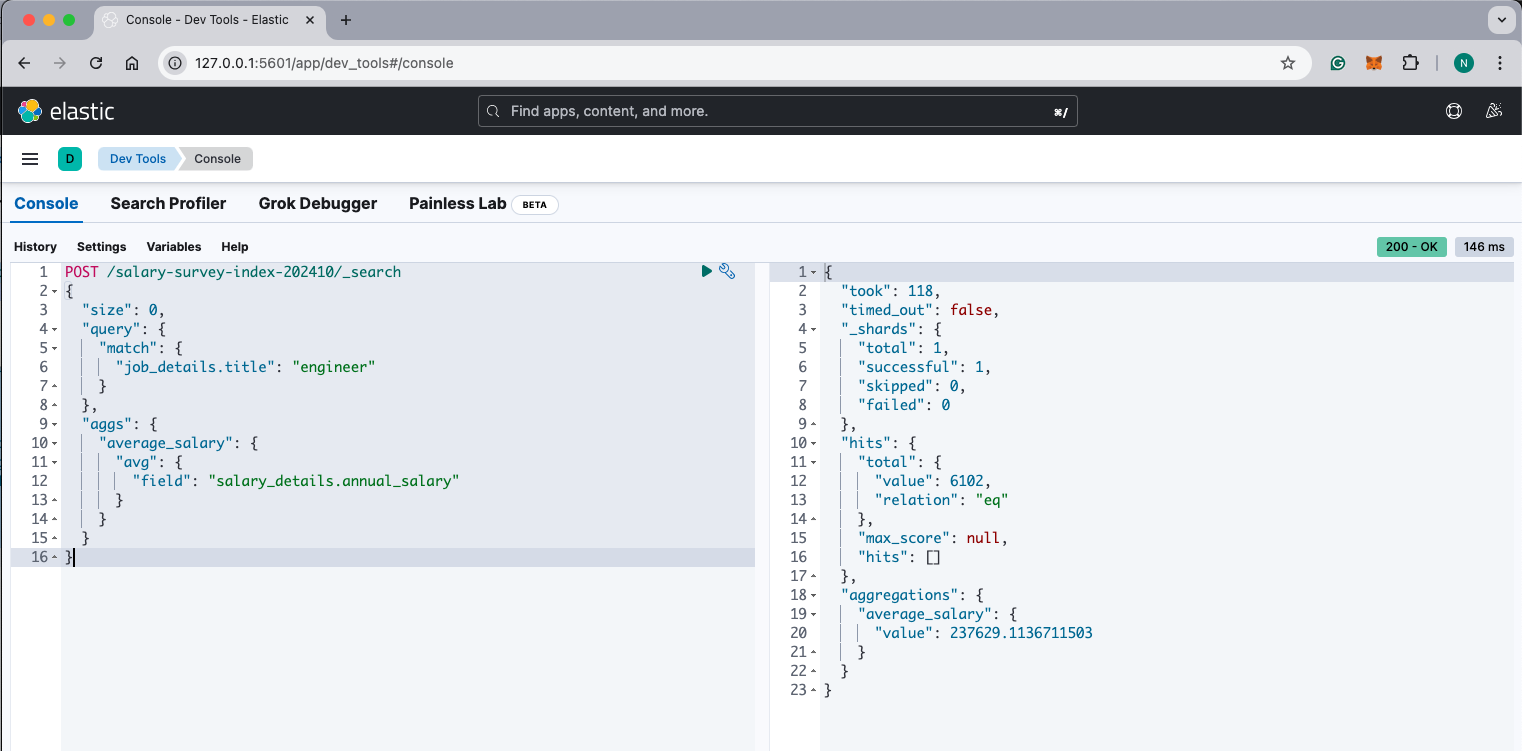 Console - Dev Tools - Elastic
127.0.0.1:5601/app/dev_tools#/console
N
elastic
Find apps, content, and more.
⌘/
D
Dev Tools
Console
Console
Search Profiler
Grok Debugger
Painless Lab
BETA
History
Settings
Variables
Help
200 - OK
146 ms
1 POST /salary-survey-index-202410/_search
2 {
3 "size": 0,
4 "query": {
5 "match": {
6 "job_details.title": "engineer"
7 }
8 },
9 "aggs": {
10 "average_salary": {
11 "avg": {
12 "field": "salary_details.annual_salary"
13 }
14 }
15 }
16 }
1 {
2 "took": 118,
3 "timed_out": false,
4 "_shards": {
5 "total": 1,
6 "successful": 1,
7 "skipped": 0,
8 "failed": 0
9 },
10 "hits": {
11 "total": {
12 "value": 6102,
13 "relation": "eq"
14 },
15 "max_score": null,
16 "hits": []
17 },
18 "aggregations": {
19 "average_salary": {
20 "value": 237629.1136711503
21 }
22 }
23 }